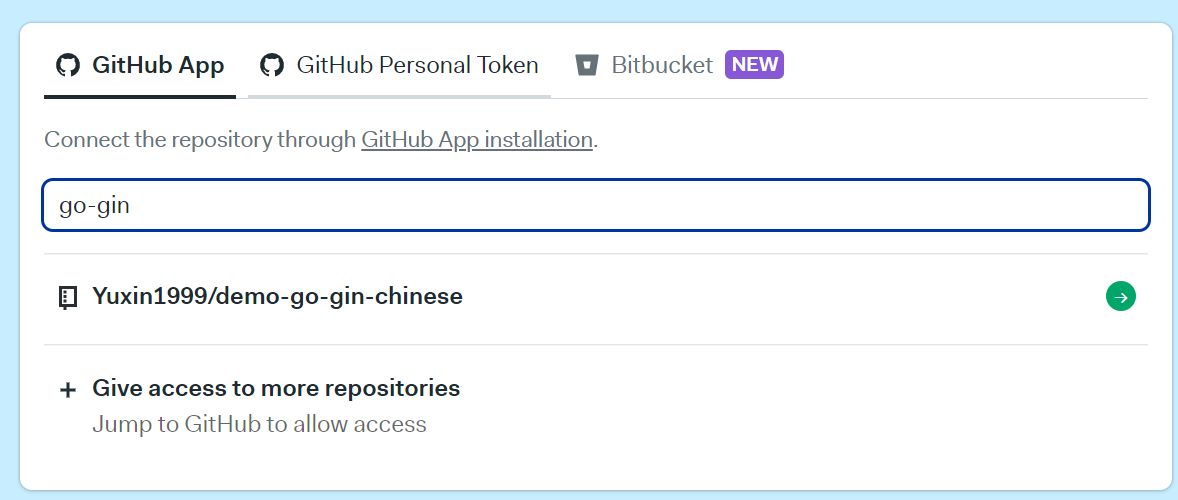 GitHub App GitHub Personal Token Bitbucket NEW
Connect the repository through GitHub App installation.
go-gin
Yuxin1999/demo-go-gin-chinese
Give access to more repositories
Jump to GitHub to allow access